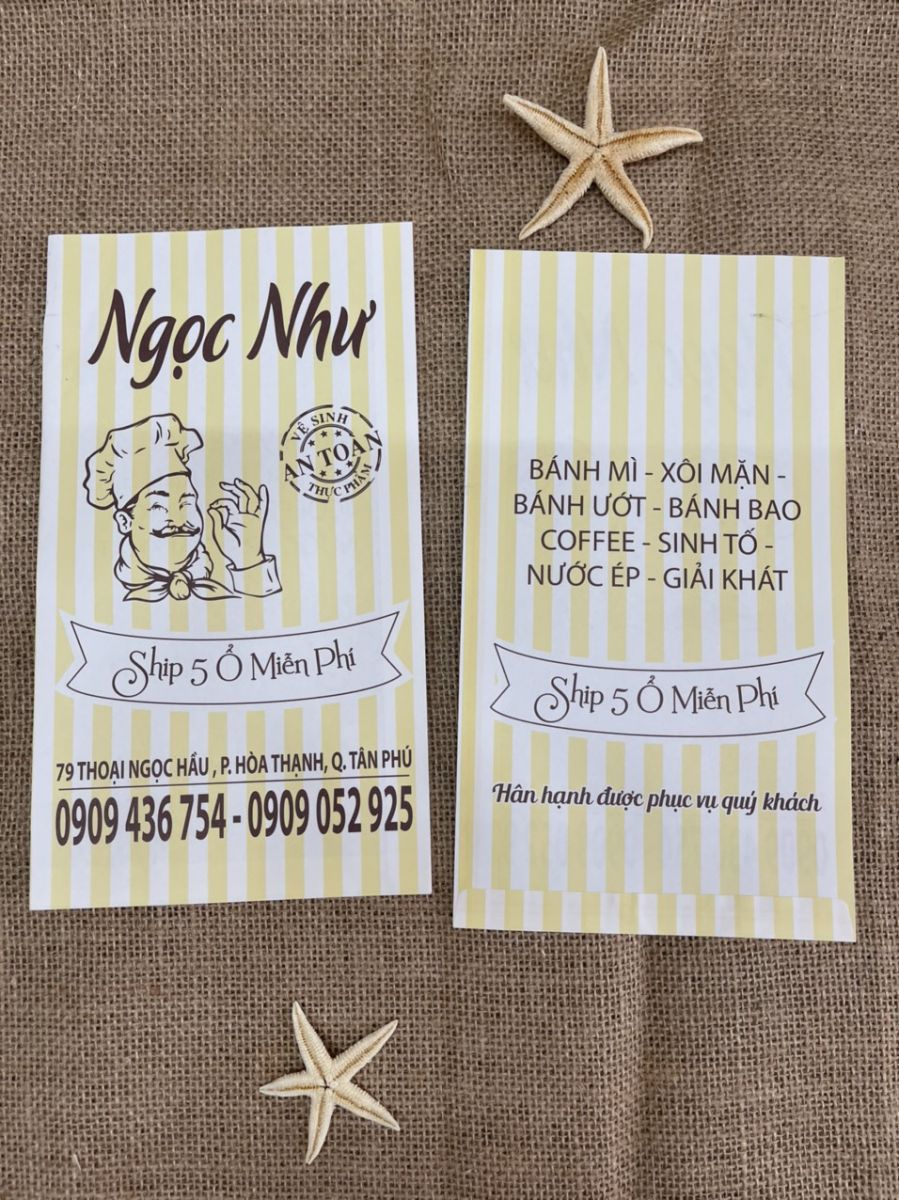 Ngọc Như
VỆ SINH
AN TOÀN
THỰC PHẨM
Ship 5 Ổ Miễn Phí
79 THOẠI NGỌC HẦU , P. HÒA THẠNH, Q. TÂN PHÚ
0909 436 754 - 0909 052 925
BÁNH MÌ - XÔI MẶN -
BÁNH ƯỚT - BÁNH BAO
COFFEE - SINH TỐ -
NƯỚC ÉP - GIẢI KHÁT
Ship 5 Ổ Miễn Phí
Hân hạnh được phục vụ quý khách